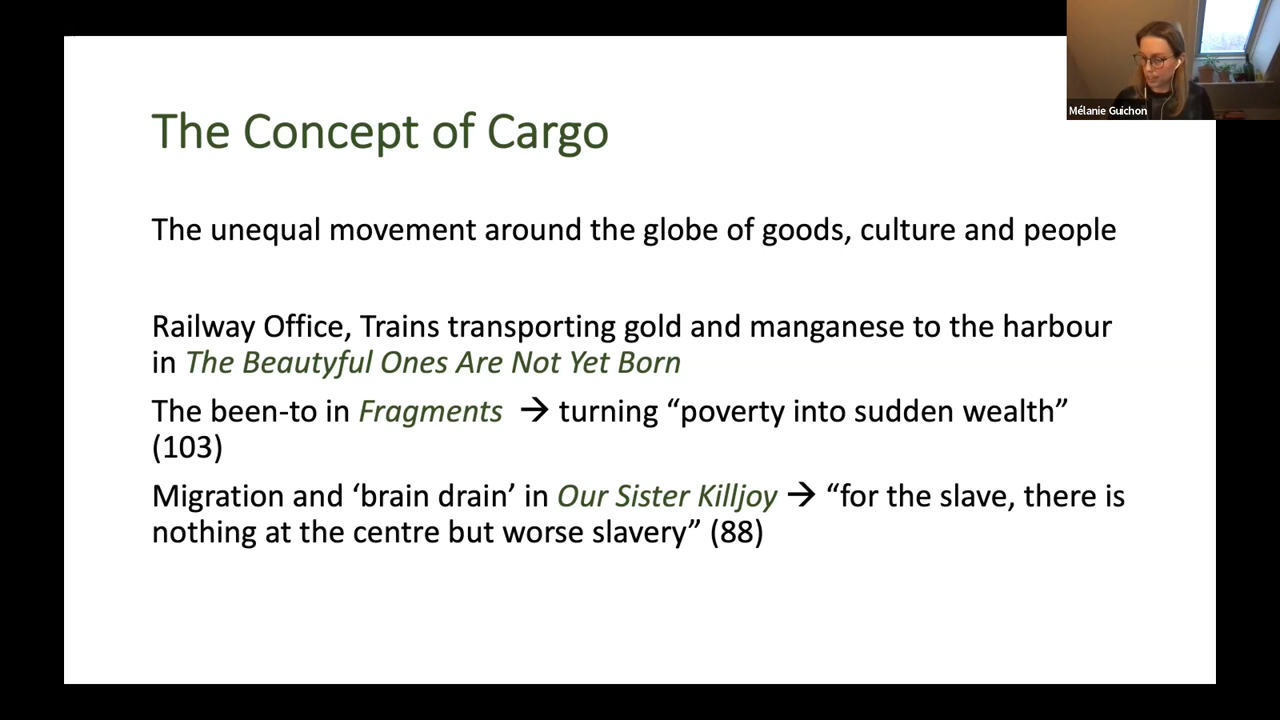 The Concept of Cargo
Mélanie Guichon
The unequal movement around the globe of goods, culture and people
Railway Office, Trains transporting gold and manganese to the harbour
in The Beautyful Ones Are Not Yet Born
The been-to in Fragments → turning “poverty into sudden wealth”
(103)
Migration and ‘brain drain’ in Our Sister Killjoy → “for the slave, there is
nothing at the centre but worse slavery” (88)